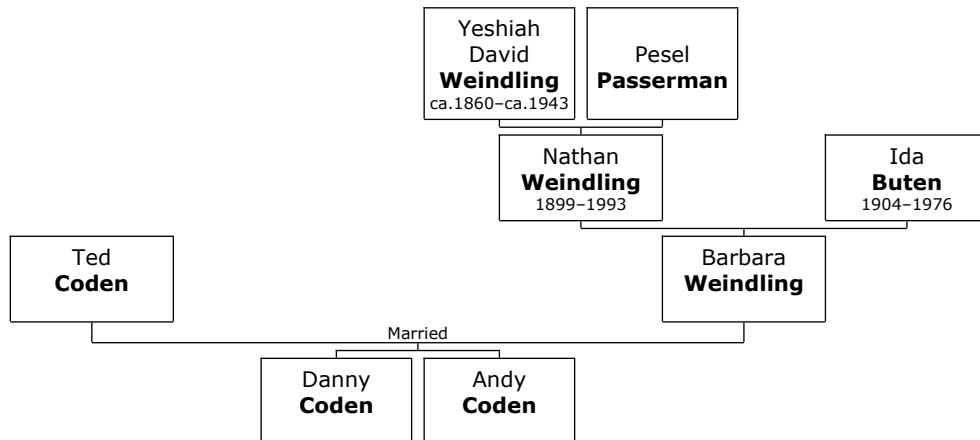 Yeshiah
David
Weindling
ca.1860–ca.1943
Pesel
Passerman
Nathan
Weindling
1899–1993
Ida
Buten
1904–1976
Ted
Coden
Barbara
Weindling
Married
Danny
Coden
Andy
Coden